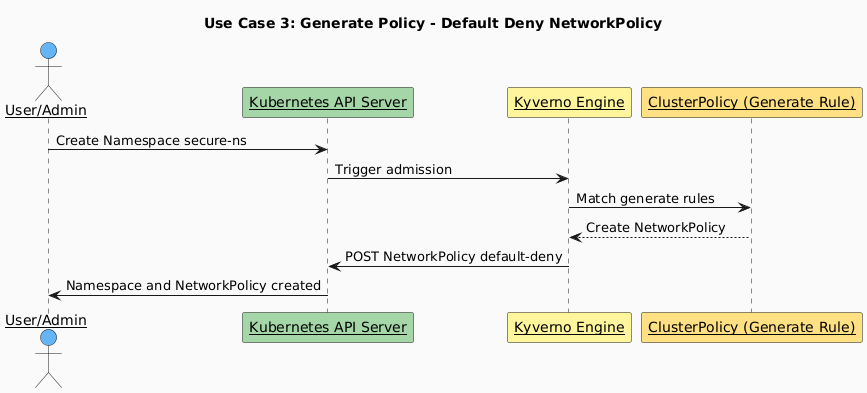 Use Case 3: Generate Policy - Default Deny NetworkPolicy
User/Admin
Kubernetes API Server
Kyverno Engine
ClusterPolicy (Generate Rule)
Create Namespace secure-ns
Trigger admission
Match generate rules
Create NetworkPolicy
POST NetworkPolicy default-deny
Namespace and NetworkPolicy created
User/Admin
Kubernetes API Server
Kyverno Engine
ClusterPolicy (Generate Rule)